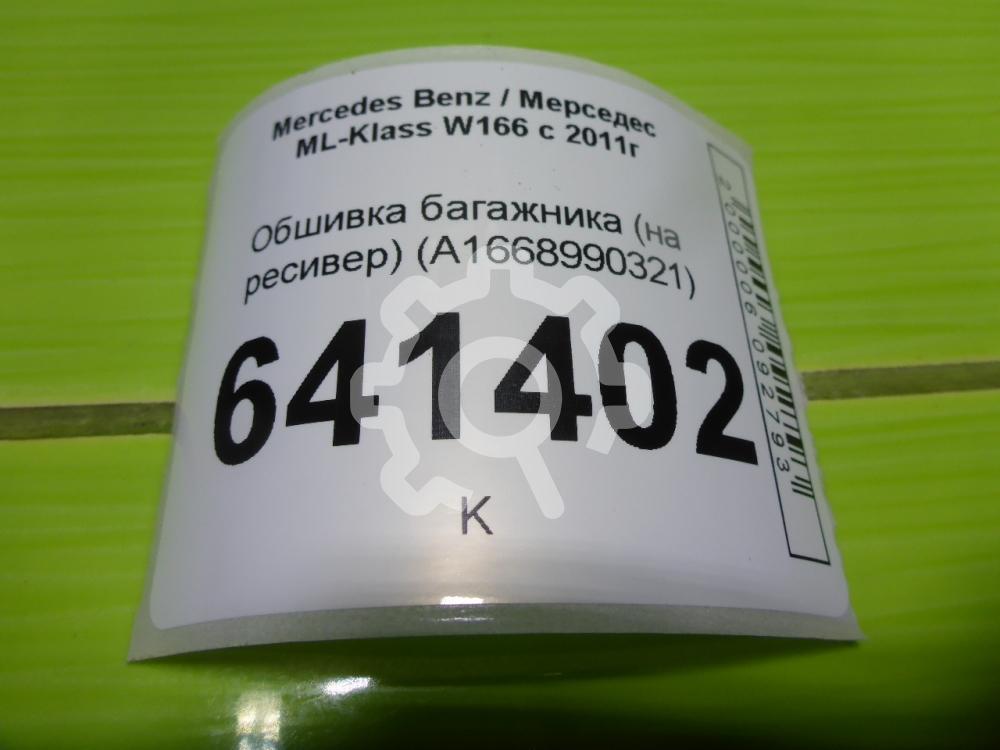 Mercedes Benz / Мерседес
ML-Klass W166 с 2011г
Обшивка багажника (на
ресивер) (A1668990321)
641402
К
2000006092793